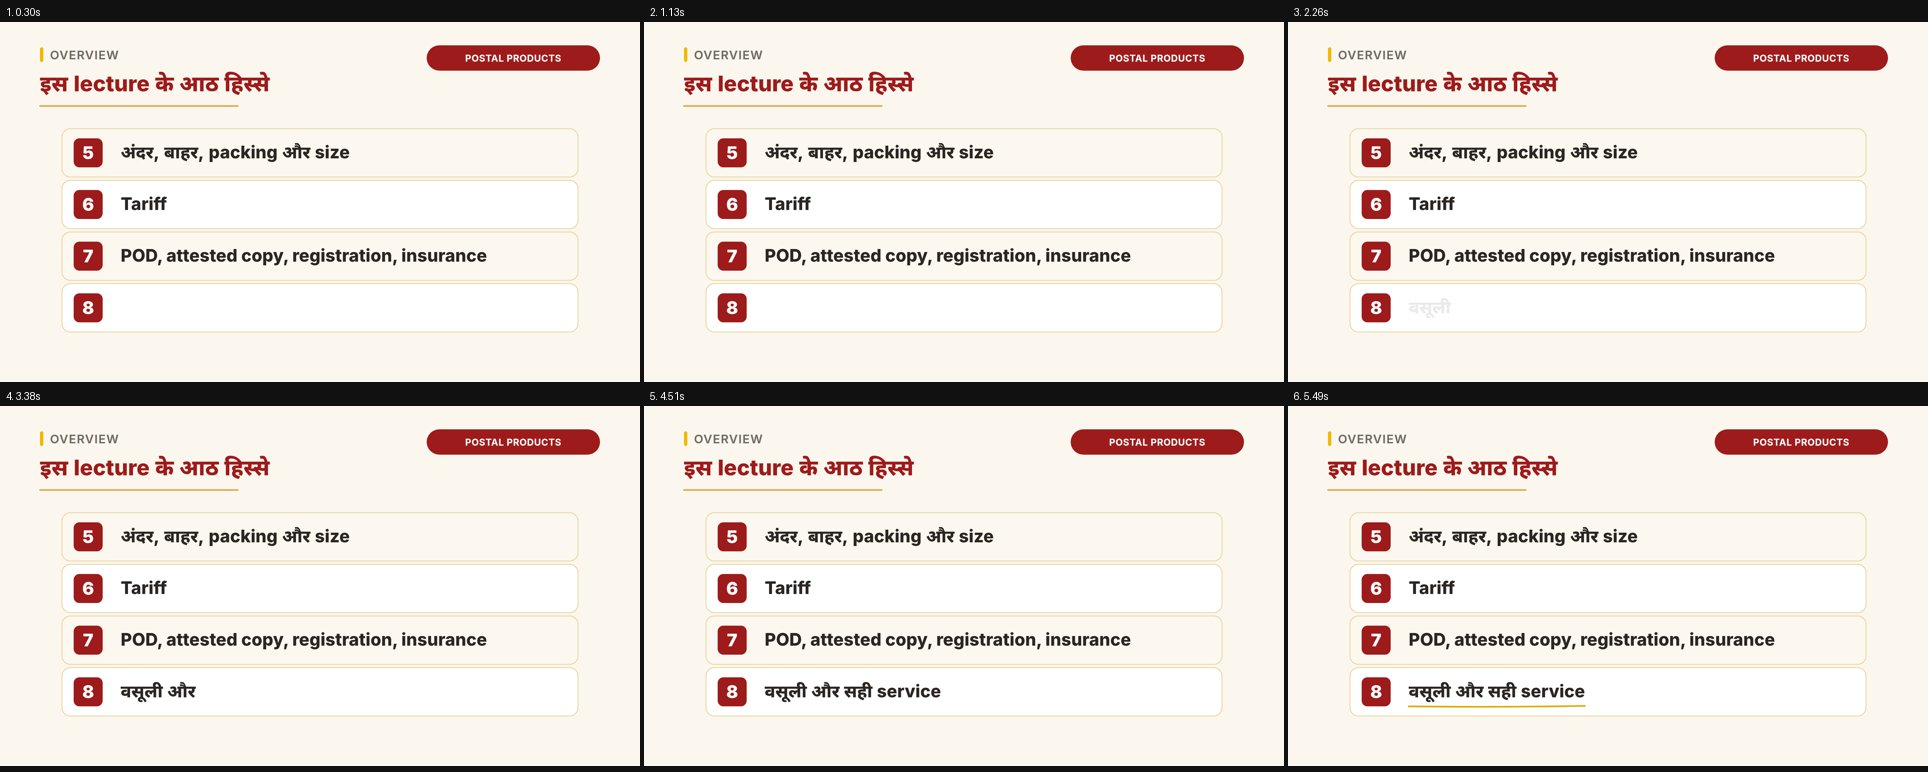 1. 0.30s
OVERVIEW
POSTAL PRODUCTS
इस lecture के आठ हिस्से
5 अंदर, बाहर, packing और size
6 Tariff
7 POD, attested copy, registration, insurance
8
2. 1.13s
OVERVIEW
POSTAL PRODUCTS
इस lecture के आठ हिस्से
5 अंदर, बाहर, packing और size
6 Tariff
7 POD, attested copy, registration, insurance
8
3. 2.26s
OVERVIEW
POSTAL PRODUCTS
इस lecture के आठ हिस्से
5 अंदर, बाहर, packing और size
6 Tariff
7 POD, attested copy, registration, insurance
8 वसूली
4. 3.38s
OVERVIEW
POSTAL PRODUCTS
इस lecture के आठ हिस्से
5 अंदर, बाहर, packing और size
6 Tariff
7 POD, attested copy, registration, insurance
8 वसूली और
5. 4.51s
OVERVIEW
POSTAL PRODUCTS
इस lecture के आठ हिस्से
5 अंदर, बाहर, packing और size
6 Tariff
7 POD, attested copy, registration, insurance
8 वसूली और सही service
6. 5.49s
OVERVIEW
POSTAL PRODUCTS
इस lecture के आठ हिस्से
5 अंदर, बाहर, packing और size
6 Tariff
7 POD, attested copy, registration, insurance
8 वसूली और सही service